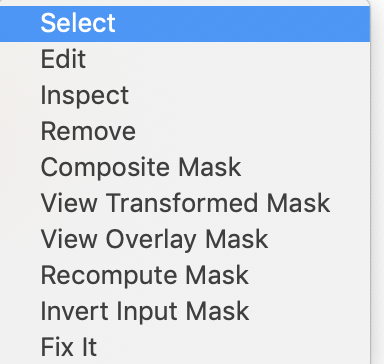 Select
Edit
Inspect
Remove
Composite Mask
View Transformed Mask
View Overlay Mask
Recompute Mask
Invert Input Mask
Fix It